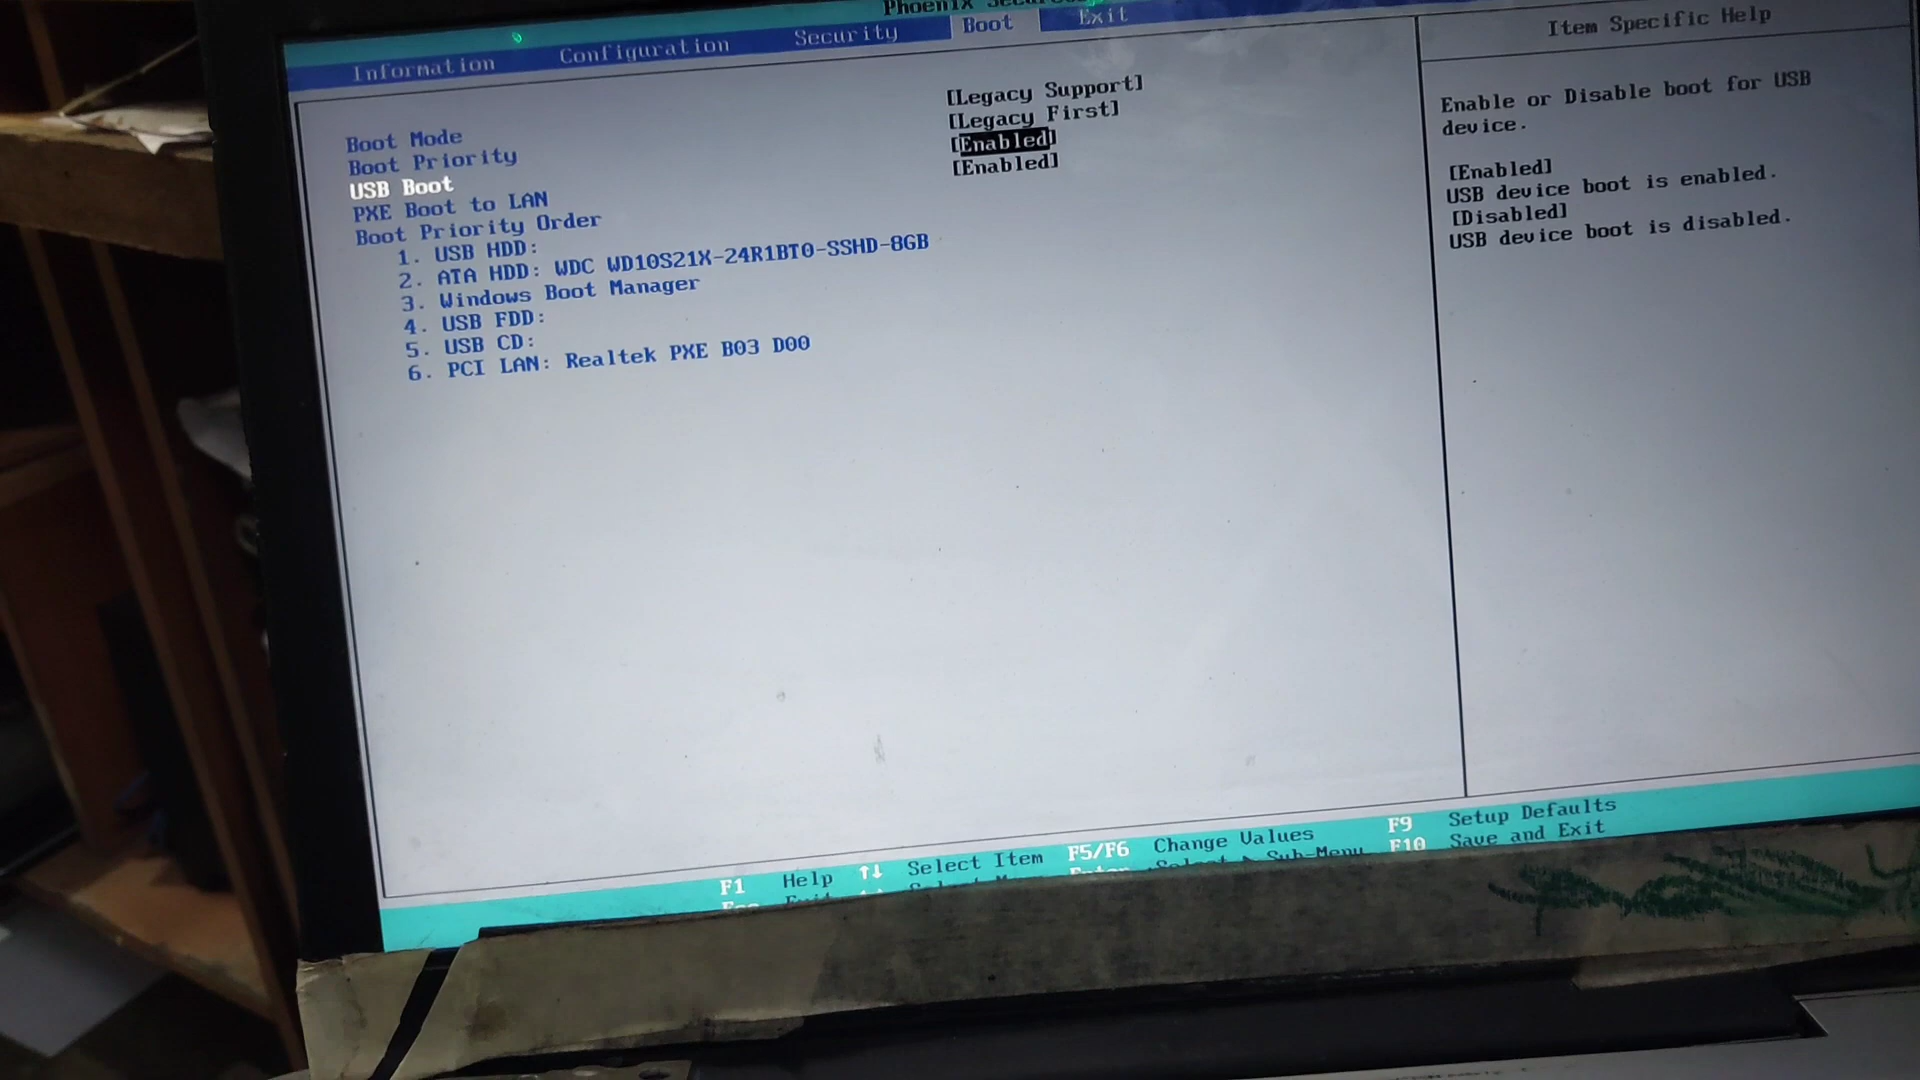 Phoenix
Information Configuration Security Boot Exit
Item Specific Help
Boot Mode [Legacy Support]
Boot Priority [Legacy First]
USB Boot [Enabled]
PXE Boot to LAN [Enabled]
Boot Priority Order
1. USB HDD:
2. ATA HDD: WDC WD10S21X-24R1BT0-SSHD-8GB
3. Windows Boot Manager
4. USB FDD:
5. USB CD:
6. PCI LAN: Realtek PXE B03 D00
Enable or Disable boot for USB
device.
[Enabled]
USB device boot is enabled.
[Disabled]
USB device boot is disabled.
F1 Help ↑↓ Select Item F5/F6 Change Values F9 Setup Defaults
Sub-Menu F10 Save and Exit